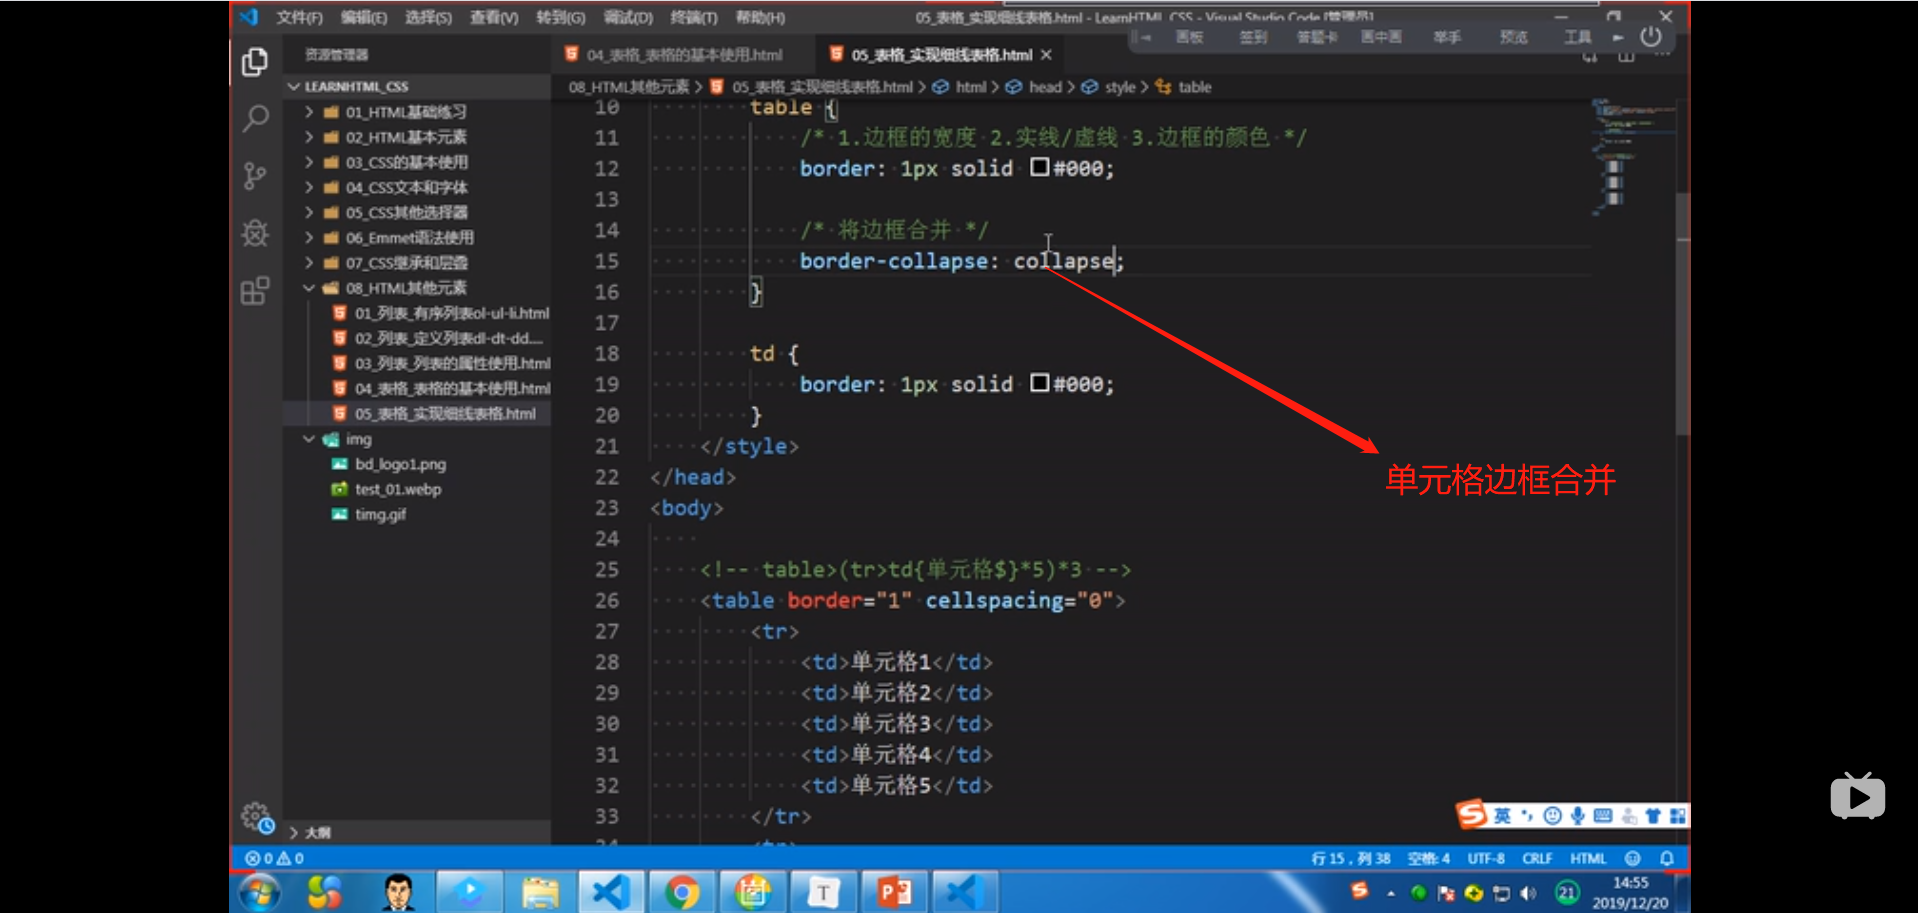 文件(F) 编辑(E) 选择(S) 查看(V) 转到(G) 调试(D) 终端(T) 帮助(H)
05_表格_实现细线表格.html - LearnHTML_CSS - Visual Studio Code [管理员]
画板 签到 答题卡 画中画 举手 预览 工具
资源管理器
04_表格_表格的基本使用.html
05_表格_实现细线表格.html
08_HTML其他元素 > 05_表格_实现细线表格.html > html > head > style > table
LEARNHTML_CSS
01_HTML基础练习
02_HTML基本元素
03_CSS的基本使用
04_CSS文本和字体
05_CSS其他选择器
06_Emmet语法使用
07_CSS继承和层叠
08_HTML其他元素
01_列表_有序列表ol-ul-li.html
02_列表_定义列表dl-dt-dd....
03_列表_列表的属性使用.html
04_表格_表格的基本使用.html
05_表格_实现细线表格.html
img
bd_logo1.png
test_01.webp
timg.gif
大纲
10 table {
11 /* 1.边框的宽度 2.实线/虚线 3.边框的颜色 */
12 border: 1px solid #000;
13
14 /* 将边框合并 */
15 border-collapse: collapse;
16 }
17
18 td {
19 border: 1px solid #000;
20 }
21 </style>
22 </head>
23 <body>
24
25 <!-- table>(tr>td{单元格$}*5)*3 -->
26 <table border="1" cellspacing="0">
27 <tr>
28 <td>单元格1</td>
29 <td>单元格2</td>
30 <td>单元格3</td>
31 <td>单元格4</td>
32 <td>单元格5</td>
33 </tr>
34 <tr>
单元格边框合并
英
0 0
行 15，列 38 空格: 4 UTF-8 CRLF HTML
21
14:55
2019/12/20